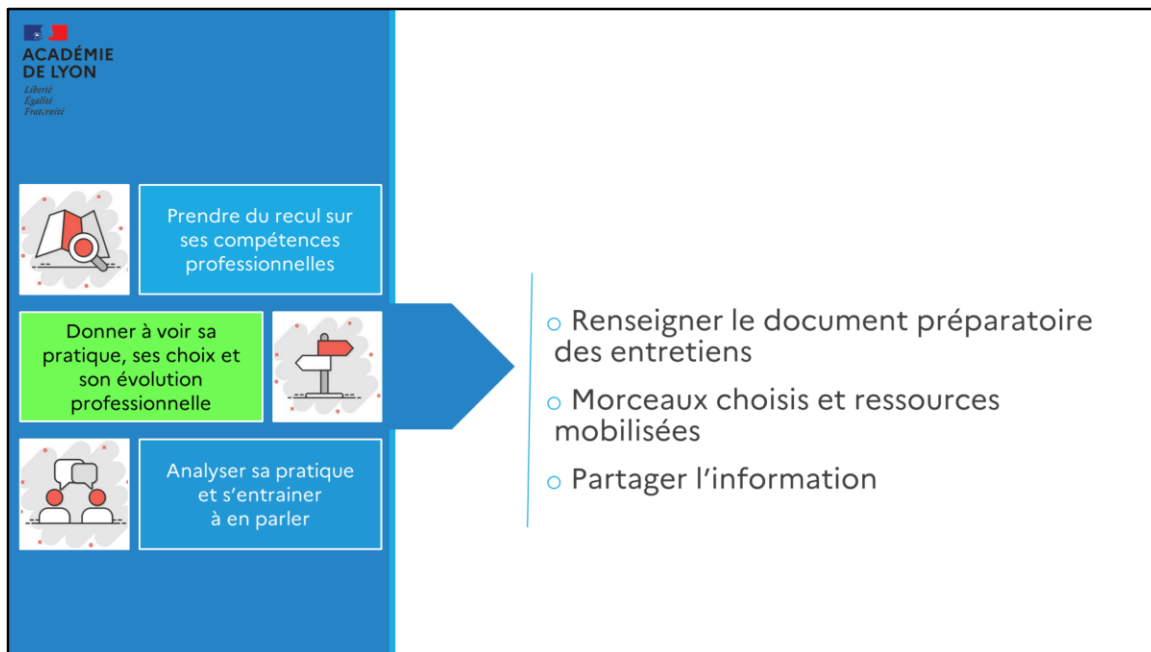 ACADÉMIE
DE LYON
Liberté
Égalité
Fraternité
Prendre du recul sur
ses compétences
professionnelles
Donner à voir sa
pratique, ses choix et
son évolution
professionnelle
Analyser sa pratique
et s'entrainer
à en parler
o Renseigner le document préparatoire
des entretiens
o Morceaux choisis et ressources
mobilisées
o Partager l'information